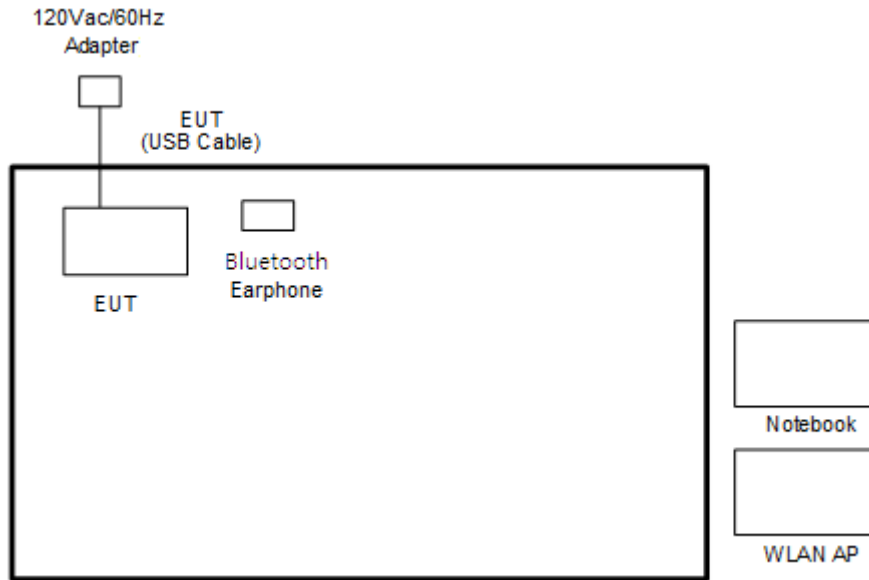 120Vac/60Hz
Adapter
EUT
(USB Cable)
EUT
Bluetooth
Earphone
Notebook
WLAN AP